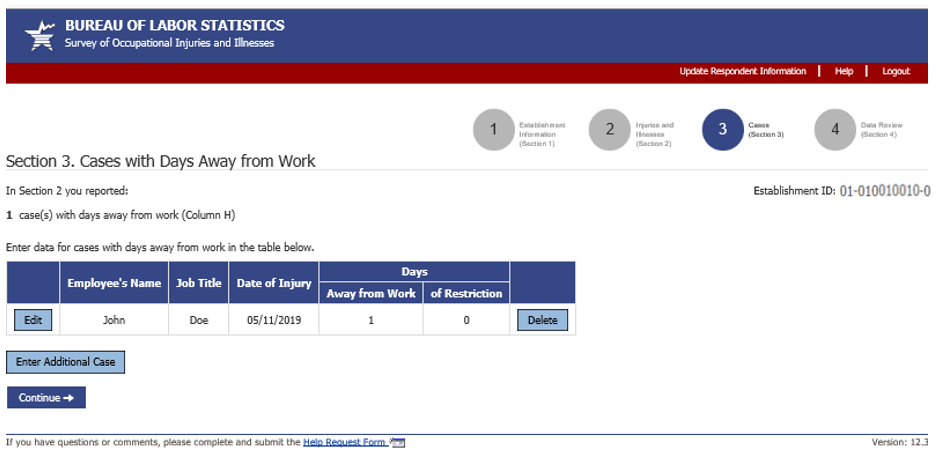 BUREAU OF LABOR STATISTICS
Survey of Occupational Injuries and Illnesses
Update Respondent Information | Help | Logout
1 Establishment Information (Section 1)
2 Injuries and Illnesses (Section 2)
3 Cases (Section 3)
4 Data Review (Section 4)
Section 3. Cases with Days Away from Work
In Section 2 you reported:
Establishment ID: 01-010010010-0
1 case(s) with days away from work (Column H)
Enter data for cases with days away from work in the table below.
Employee's Name Job Title Date of Injury Days
Away from Work of Restriction
Edit John Doe 05/11/2019 1 0 Delete
Enter Additional Case
Continue →
If you have questions or comments, please complete and submit the Help Request Form Version: 12.3